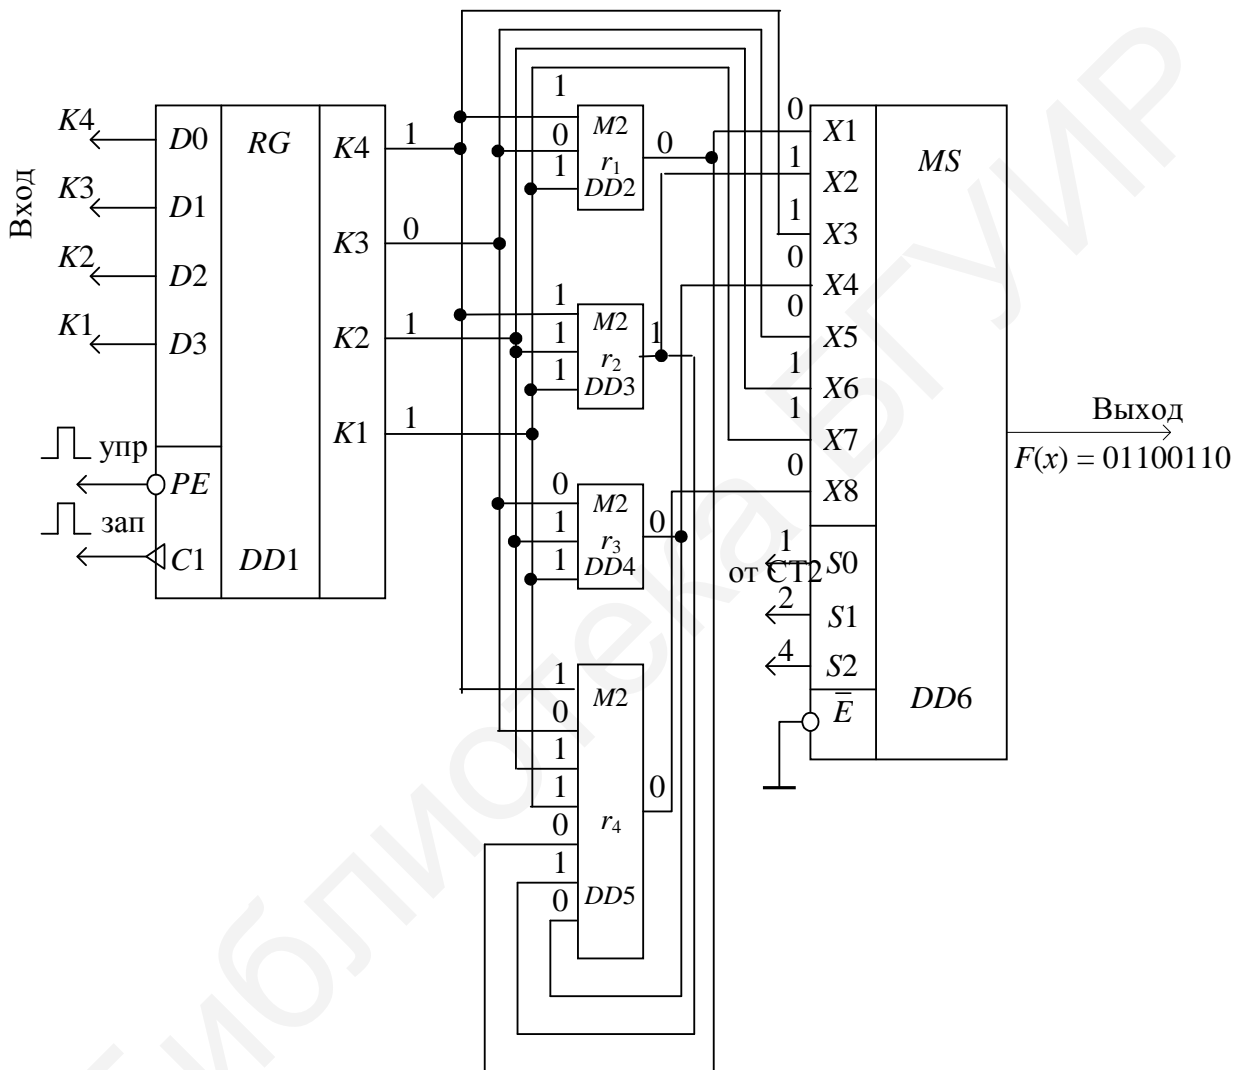 Вход
K4
K3
K2
K1
упр
зап
D0
D1
D2
D3
PE
C1
RG
DD1
K4
K3
K2
K1
1
0
1
1
1
0
1
M2
r1
DD2
0
1
1
1
M2
r2
DD3
1
0
1
1
M2
r3
DD4
0
1
0
1
1
0
1
0
M2
r4
DD5
0
0
1
1
0
0
1
1
0
X1
X2
X3
X4
X5
X6
X7
X8
MS
от СТ2
1
2
4
S0
S1
S2
E̅
DD6
Выход
F(x) = 01100110
Библиотека БГУИР